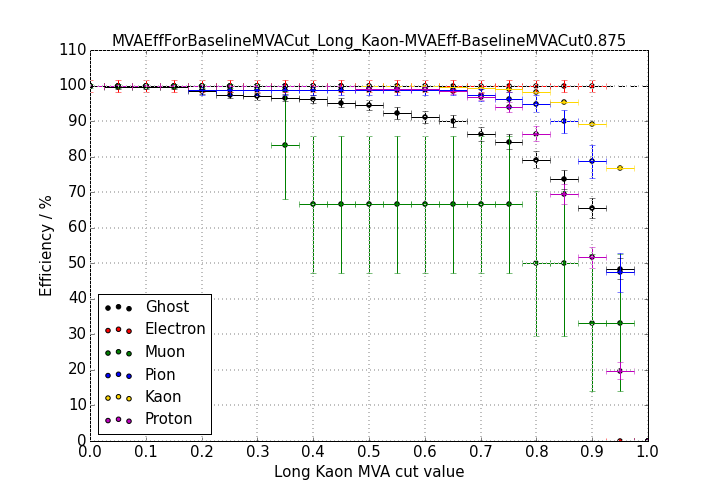 MVAEffForBaselineMVACut_Long_Kaon-MVAEff-BaselineMVACut0.875
110
100
90
80
70
60
50
40
30
20
10
0
Efficiency / %
Ghost
Electron
Muon
Pion
Kaon
Proton
0.0 0.1 0.2 0.3 0.4 0.5 0.6 0.7 0.8 0.9 1.0
Long Kaon MVA cut value